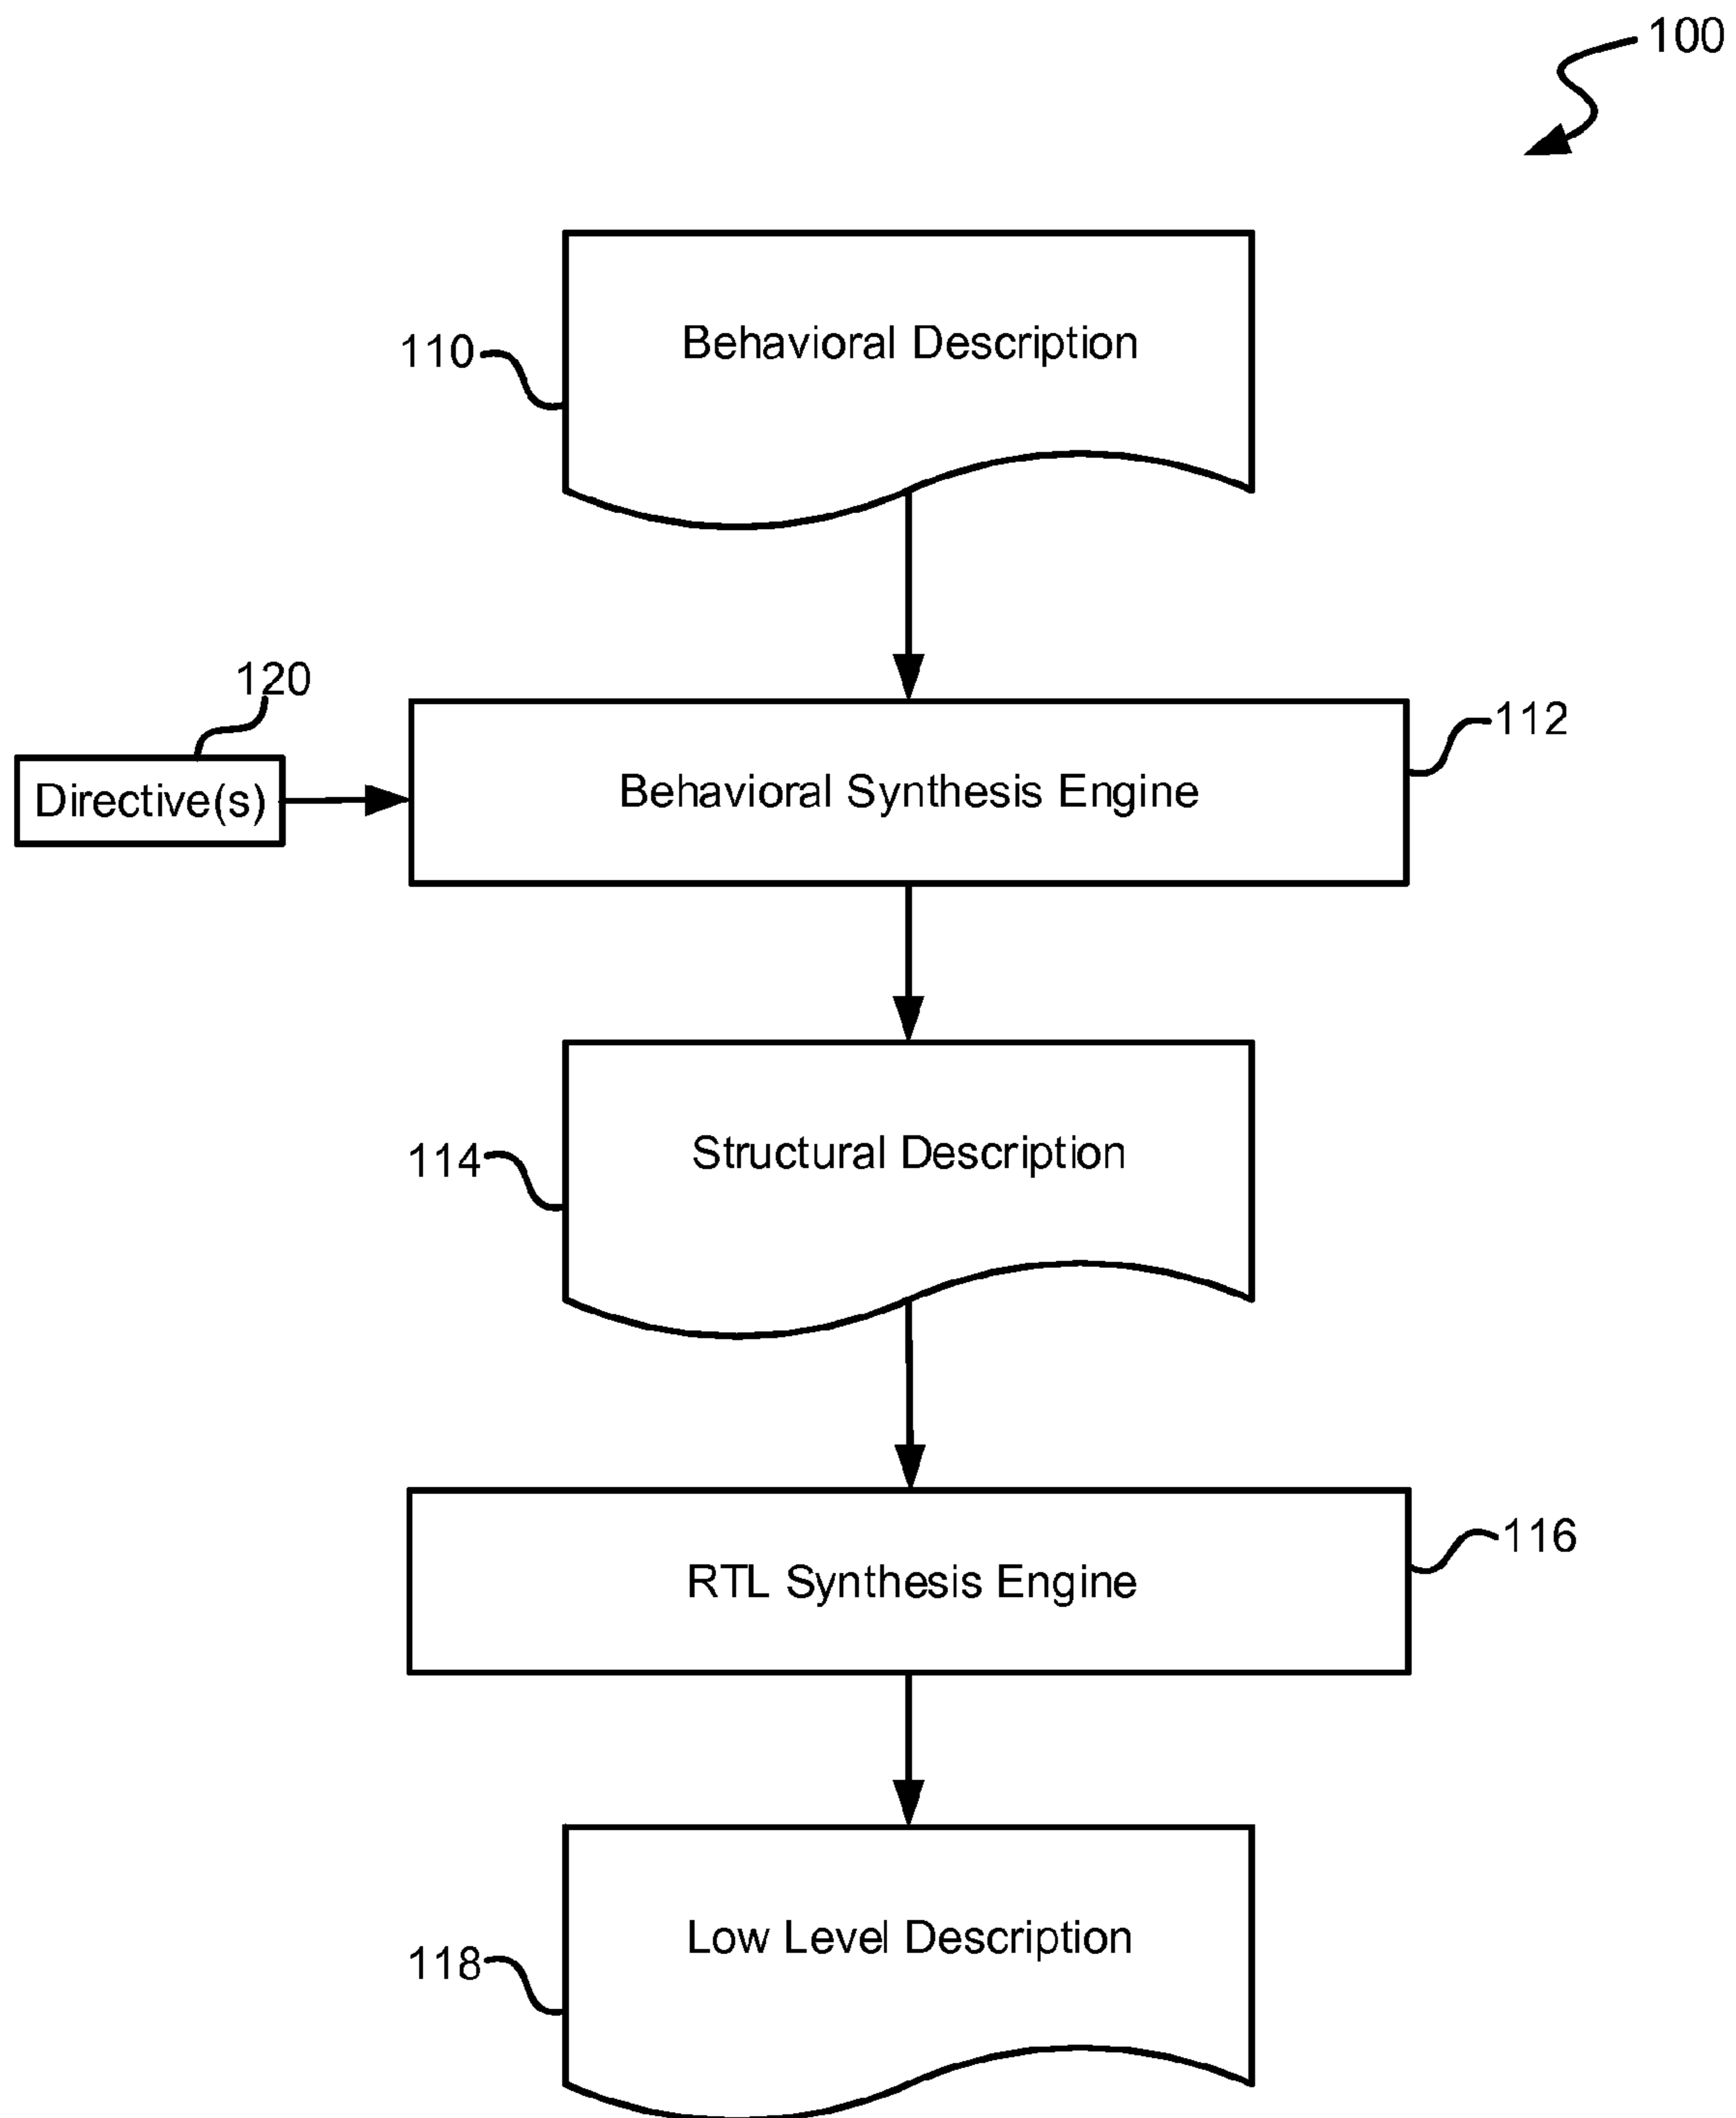 100
110
Behavioral Description
120
112
Directive(s)
Behavioral Synthesis Engine
114
Structural Description
116
RTL Synthesis Engine
118
Low Level Description